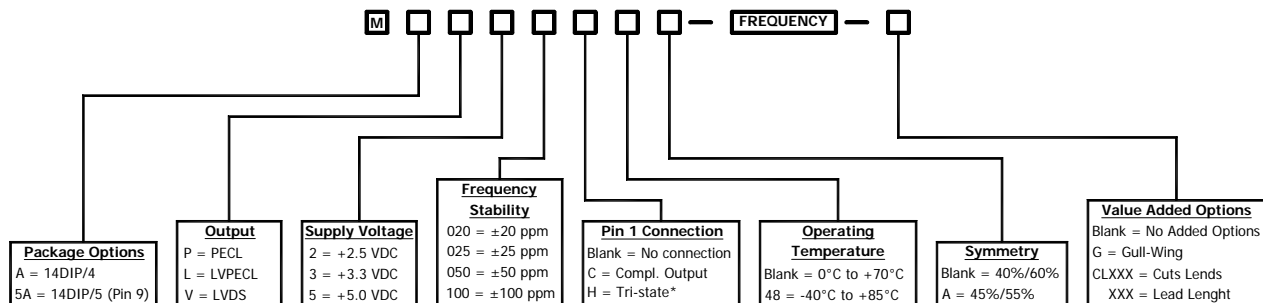 M FREQUENCY
Package Options
A = 14DIP/4
5A = 14DIP/5 (Pin 9)
Output
P = PECL
L = LVPECL
V = LVDS
Supply Voltage
2 = +2.5 VDC
3 = +3.3 VDC
5 = +5.0 VDC
Frequency
Stability
020 = ±20 ppm
025 = ±25 ppm
050 = ±50 ppm
100 = ±100 ppm
Pin 1 Connection
Blank = No connection
C = Compl. Output
H = Tri-state*
Operating
Temperature
Blank = 0°C to +70°C
48 = -40°C to +85°C
Symmetry
Blank = 40%/60%
A = 45%/55%
Value Added Options
Blank = No Added Options
G = Gull-Wing
CLXXX = Cuts Lends
XXX = Lead Lenght